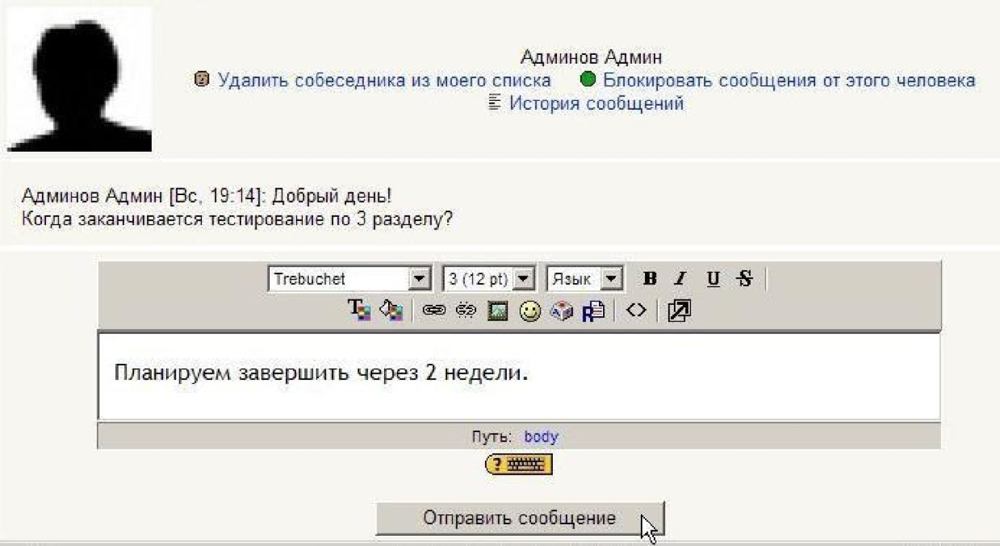 Админов Админ
Удалить собеседника из моего списка Блокировать сообщения от этого человека
История сообщений
Админов Админ [Вс, 19:14]: Добрый день!
Когда заканчивается тестирование по 3 разделу?
Trebuchet 3 (12 pt) Язык B I U S
Планируем завершить через 2 недели.
Путь: body
?
Отправить сообщение